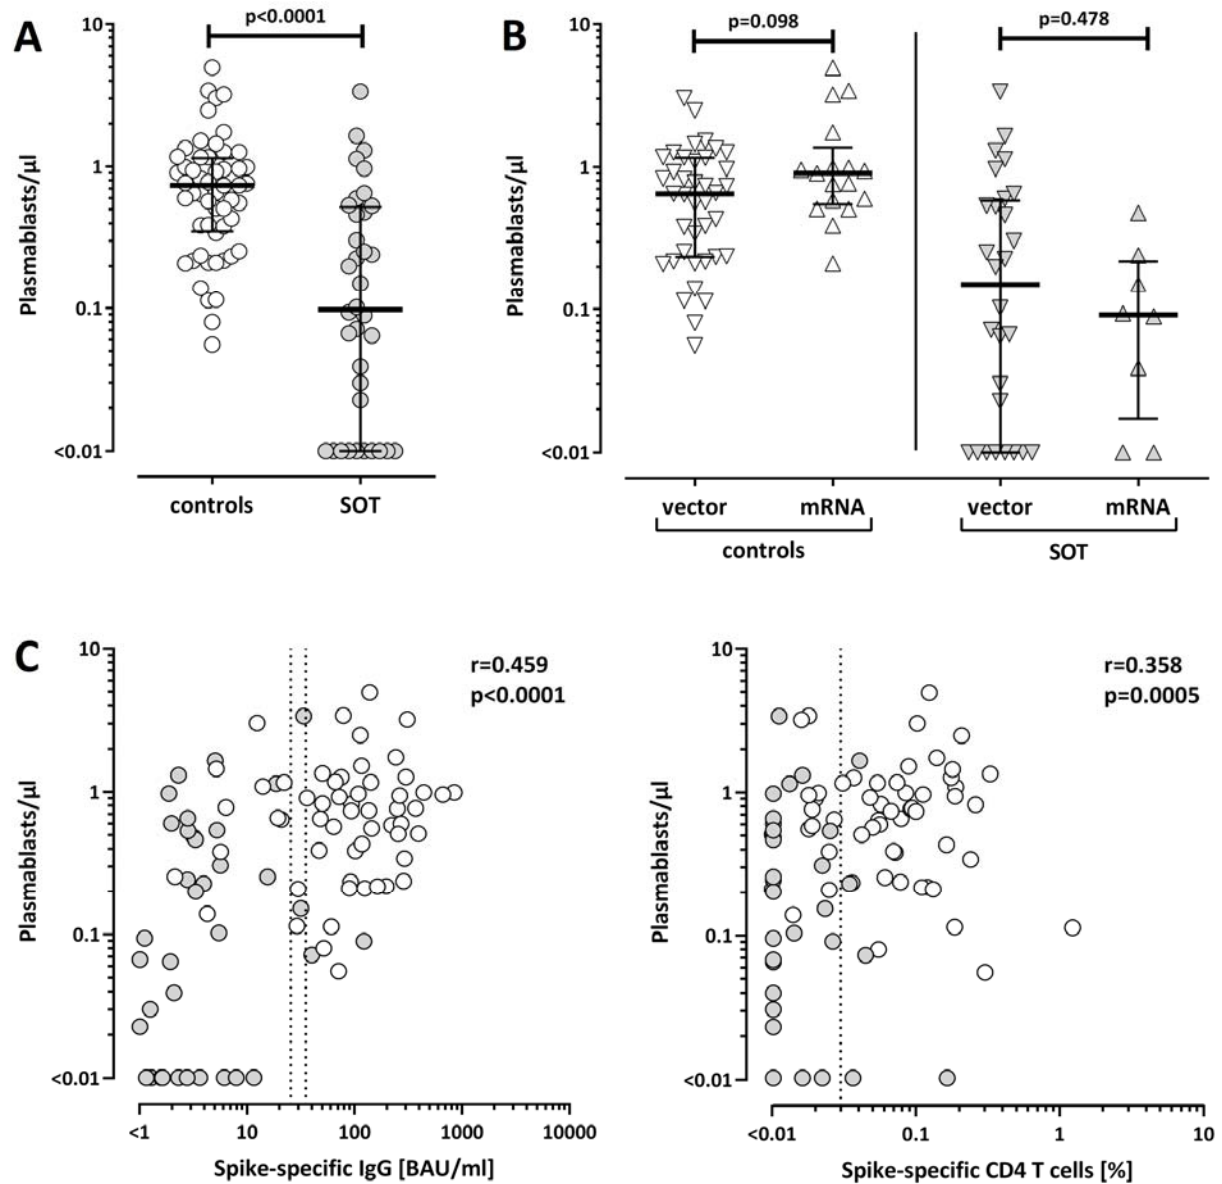 A
p<0.0001
Plasmablasts/µl
10
1
0.1
<0.01
controls SOT
B
p=0.098 p=0.478
Plasmablasts/µl
10
1
0.1
<0.01
vector mRNA vector mRNA
controls SOT
C
r=0.459
p<0.0001
Plasmablasts/µl
10
1
0.1
<0.01
<1 10 100 1000 10000
Spike-specific IgG [BAU/ml]
r=0.358
p=0.0005
Plasmablasts/µl
10
1
0.1
<0.01
<0.01 0.1 1 10
Spike-specific CD4 T cells [%]